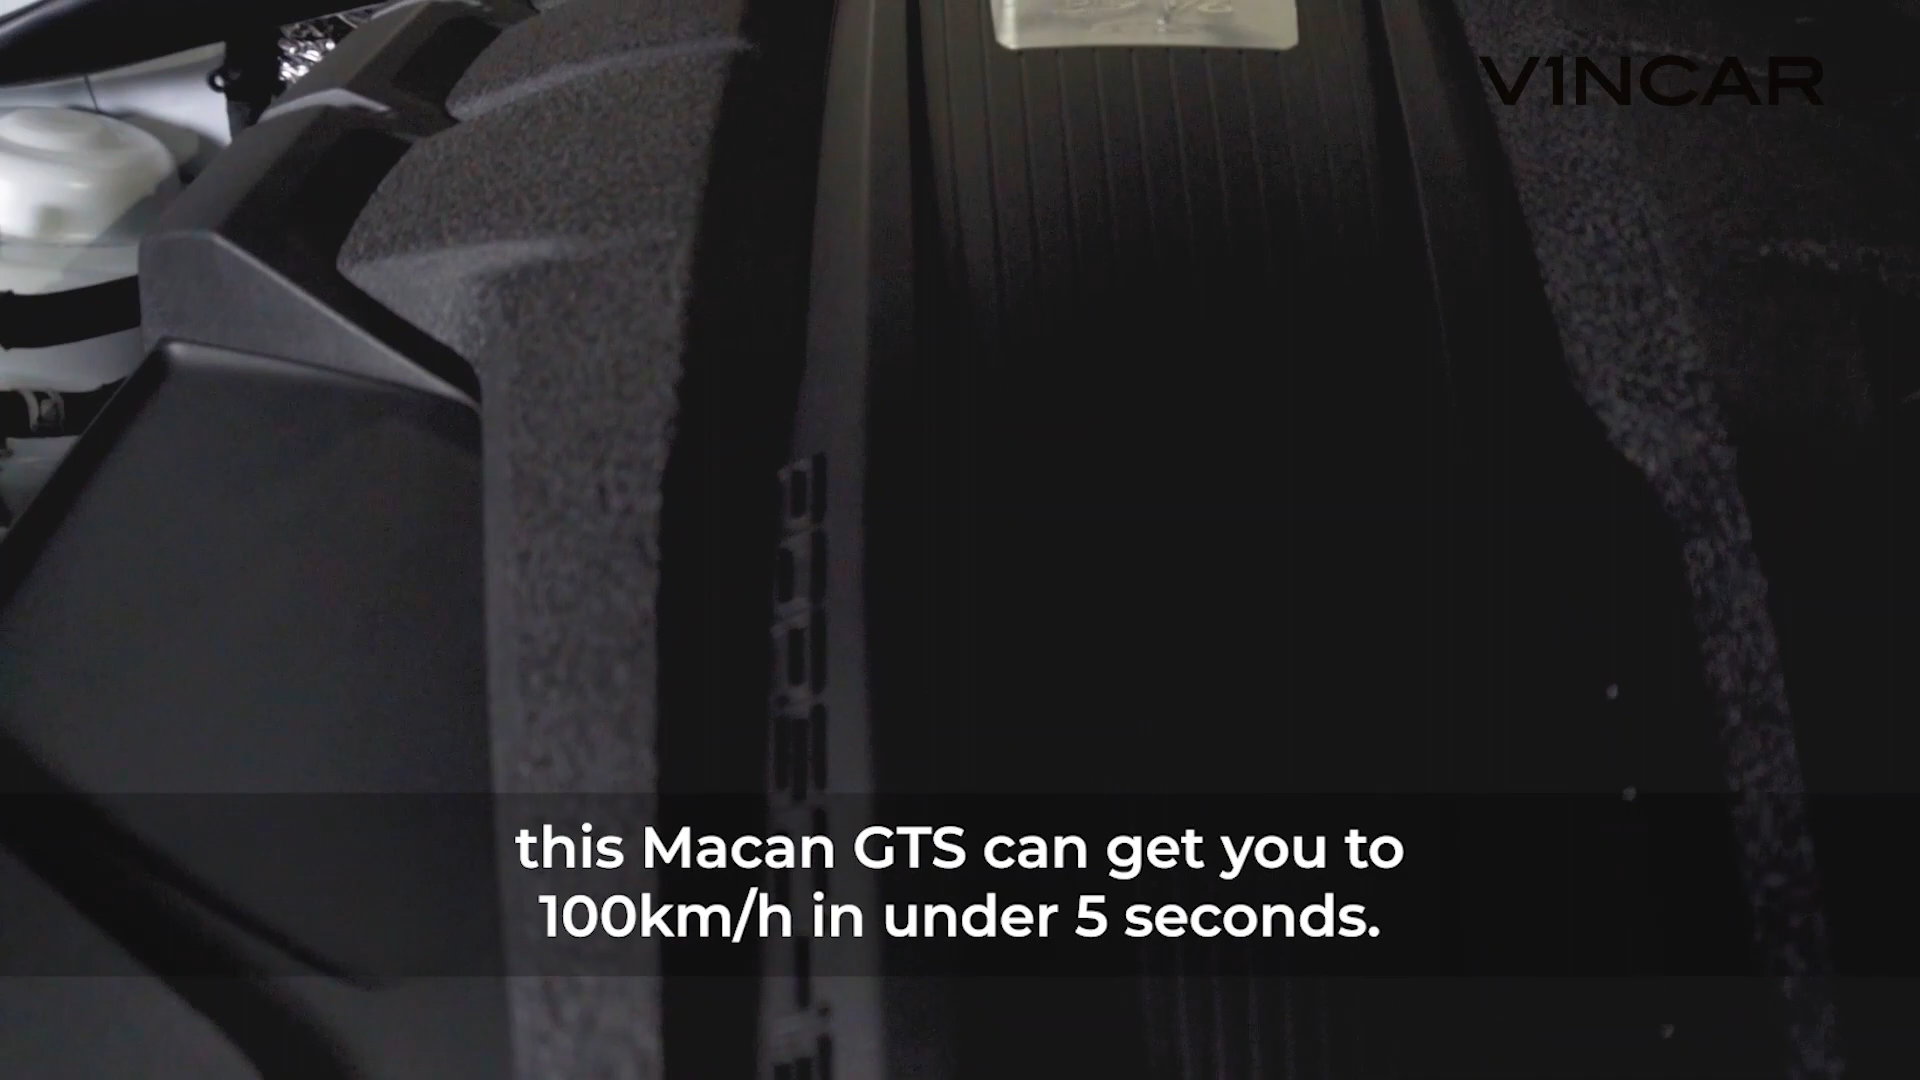 V1NCAR
this Macan GTS can get you to
100km/h in under 5 seconds.